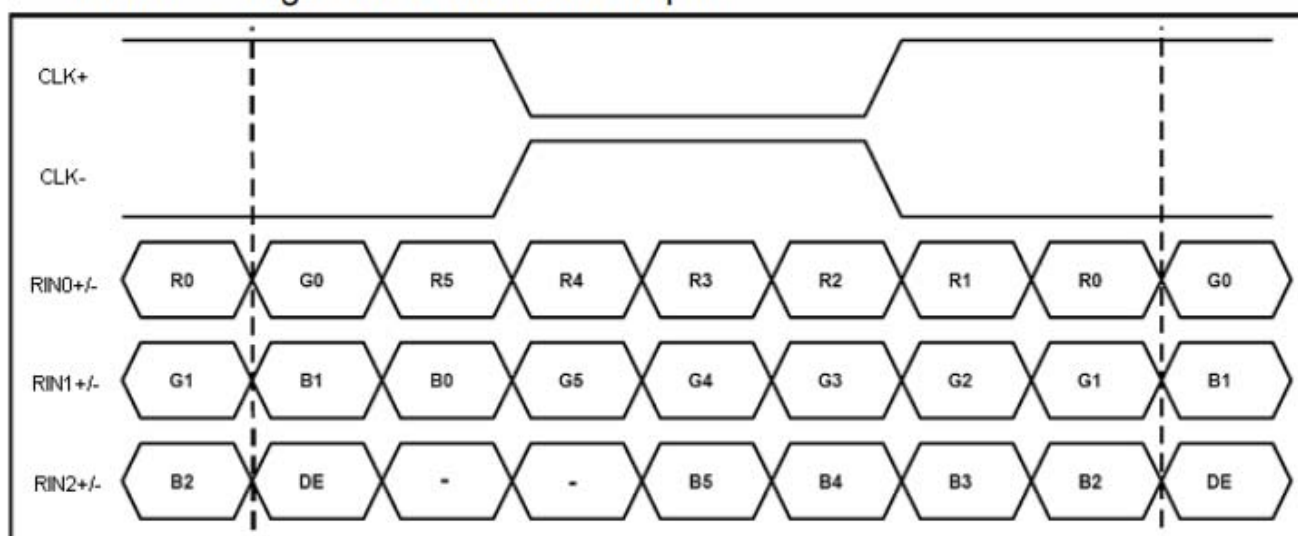 CLK+
CLK-
RIN0+/- R0 G0 R5 R4 R3 R2 R1 R0 G0
RIN1+/- G1 B1 B0 G5 G4 G3 G2 G1 B1
RIN2+/- B2 DE - - B5 B4 B3 B2 DE